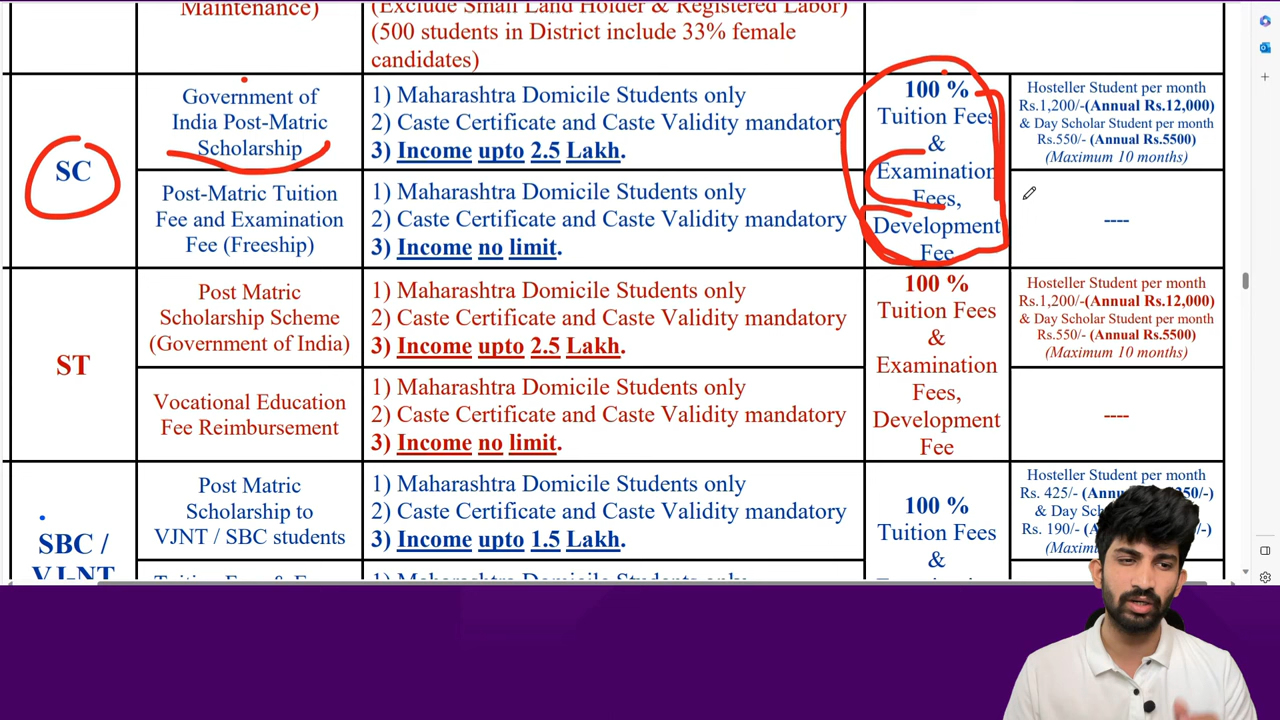 Maintenance)
(Exclude Small Land Holder & Registered Labor)
(500 students in District include 33% female
candidates)
SC
Government of
India Post-Matric
Scholarship
1) Maharashtra Domicile Students only
2) Caste Certificate and Caste Validity mandatory
3) Income upto 2.5 Lakh.
100 %
Tuition Fees
&
Examination
Fees,
Development
Fee
Hosteller Student per month
Rs.1,200/-(Annual Rs.12,000)
& Day Scholar Student per month
Rs.550/- (Annual Rs.5500)
(Maximum 10 months)
Post-Matric Tuition
Fee and Examination
Fee (Freeship)
1) Maharashtra Domicile Students only
2) Caste Certificate and Caste Validity mandatory
3) Income no limit.
----
ST
Post Matric
Scholarship Scheme
(Government of India)
1) Maharashtra Domicile Students only
2) Caste Certificate and Caste Validity mandatory
3) Income upto 2.5 Lakh.
100 %
Tuition Fees
&
Examination
Fees,
Development
Fee
Hosteller Student per month
Rs.1,200/-(Annual Rs.12,000)
& Day Scholar Student per month
Rs.550/- (Annual Rs.5500)
(Maximum 10 months)
Vocational Education
Fee Reimbursement
1) Maharashtra Domicile Students only
2) Caste Certificate and Caste Validity mandatory
3) Income no limit.
----
SBC /
VJ-NT
Post Matric
Scholarship to
VJNT / SBC students
1) Maharashtra Domicile Students only
2) Caste Certificate and Caste Validity mandatory
3) Income upto 1.5 Lakh.
100 %
Tuition Fees
&
Hosteller Student per month
Rs. 425/-
& Day
Rs. 190/-
1) Maharashtra Domicile Students only